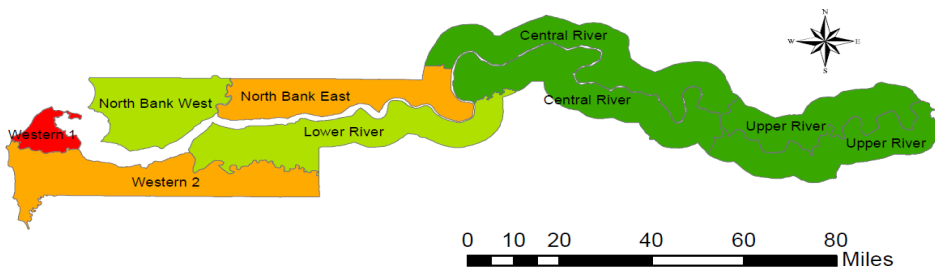 Central River
N
W E
S
North Bank West
North Bank East
Central River
Western 1
Lower River
Upper River
Upper River
Western 2
0 10 20 40 60 80
Miles